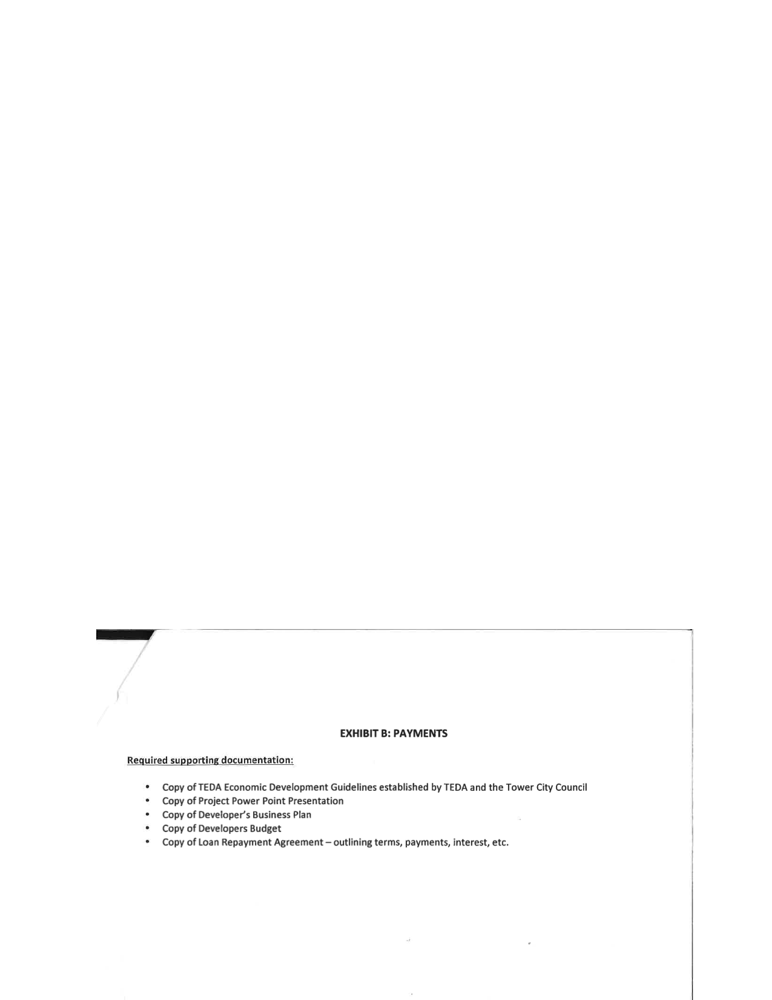 EXHIBIT B: PAYMENTS
Required supporting documentation:
• Copy of TEDA Economic Development Guidelines established by TEDA and the Tower City Council
• Copy of Project Power Point Presentation
• Copy of Developer's Business Plan
• Copy of Developers Budget
• Copy of Loan Repayment Agreement – outlining terms, payments, interest, etc.